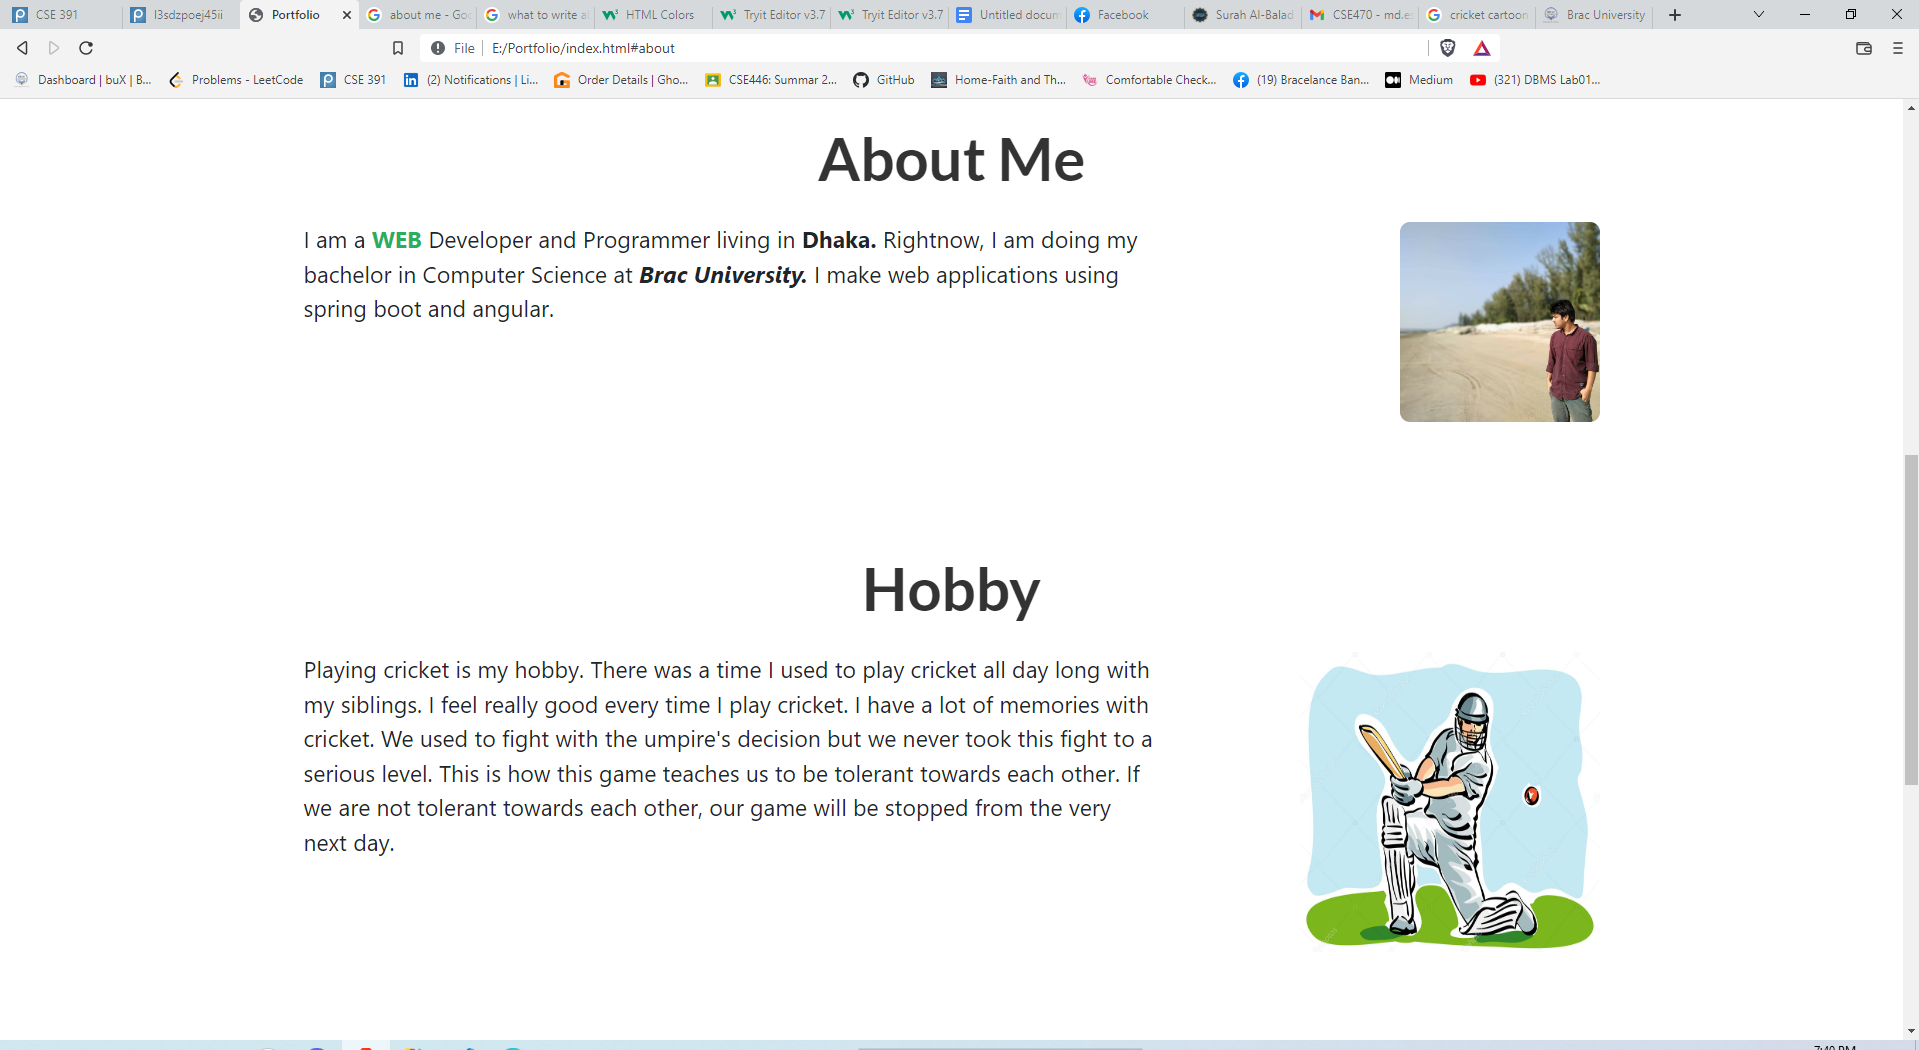 CSE 391
l3sdzpoej45ii
Portfolio
about me - Goo
what to write a
HTML Colors
Tryit Editor v3.7
Tryit Editor v3.7
Untitled docum
Facebook
Surah Al-Balad
CSE470 - md.e
cricket cartoon
Brac University
File
E:/Portfolio/index.html#about
Dashboard | buX | B...
Problems - LeetCode
CSE 391
(2) Notifications | Li...
Order Details | Gho...
CSE446: Summar 2...
GitHub
Home-Faith and Th...
Comfortable Check...
(19) Bracelance Ban...
Medium
(321) DBMS Lab01...
About Me
I am a WEB Developer and Programmer living in Dhaka. Rightnow, I am doing my
bachelor in Computer Science at Brac University. I make web applications using
spring boot and angular.
Hobby
Playing cricket is my hobby. There was a time I used to play cricket all day long with
my siblings. I feel really good every time I play cricket. I have a lot of memories with
cricket. We used to fight with the umpire's decision but we never took this fight to a
serious level. This is how this game teaches us to be tolerant towards each other. If
we are not tolerant towards each other, our game will be stopped from the very
next day.